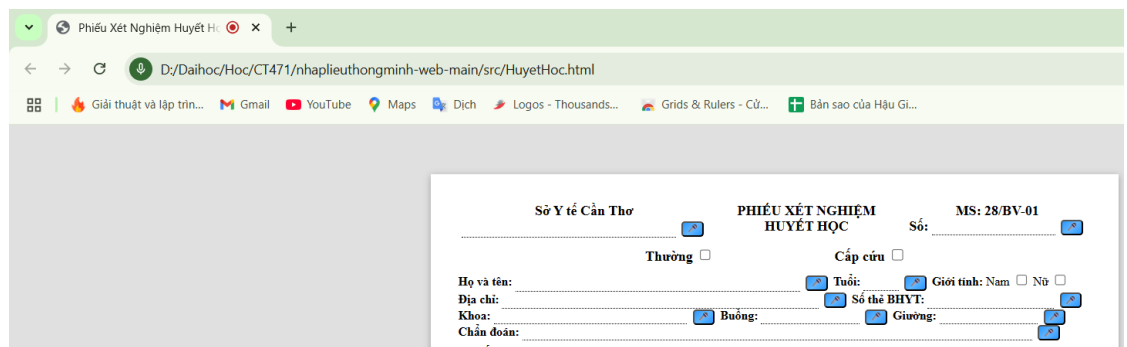 Phiếu Xét Nghiệm Huyết Họ
D:/Daihoc/Hoc/CT471/nhaplieuthongminh-web-main/src/HuyetHoc.html
Giải thuật và lập trìn... Gmail YouTube Maps Dịch Logos - Thousands... Grids & Rulers - Cử... Bản sao của Hậu Gi...
Sở Y tế Cần Thơ PHIẾU XÉT NGHIỆM MS: 28/BV-01
HUYẾT HỌC Số:
Thường Cấp cứu
Họ và tên: Tuổi: Giới tính: Nam Nữ
Địa chỉ: Số thẻ BHYT:
Khoa: Buồng: Giường:
Chẩn đoán: